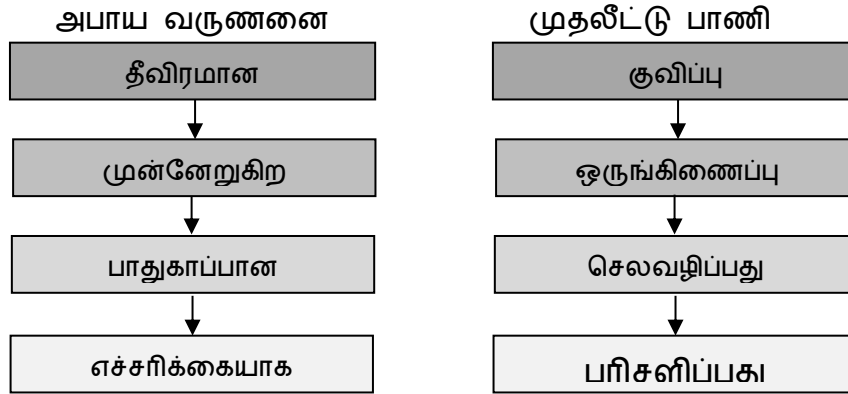 அபாய வருணனை
தீவிரமான
முன்னேறுகிற
பாதுகாப்பான
எச்சரிக்கையாக
முதலீட்டு பாணி
குவிப்பு
ஒருங்கிணைப்பு
செலவழிப்பது
பரிசளிப்பது